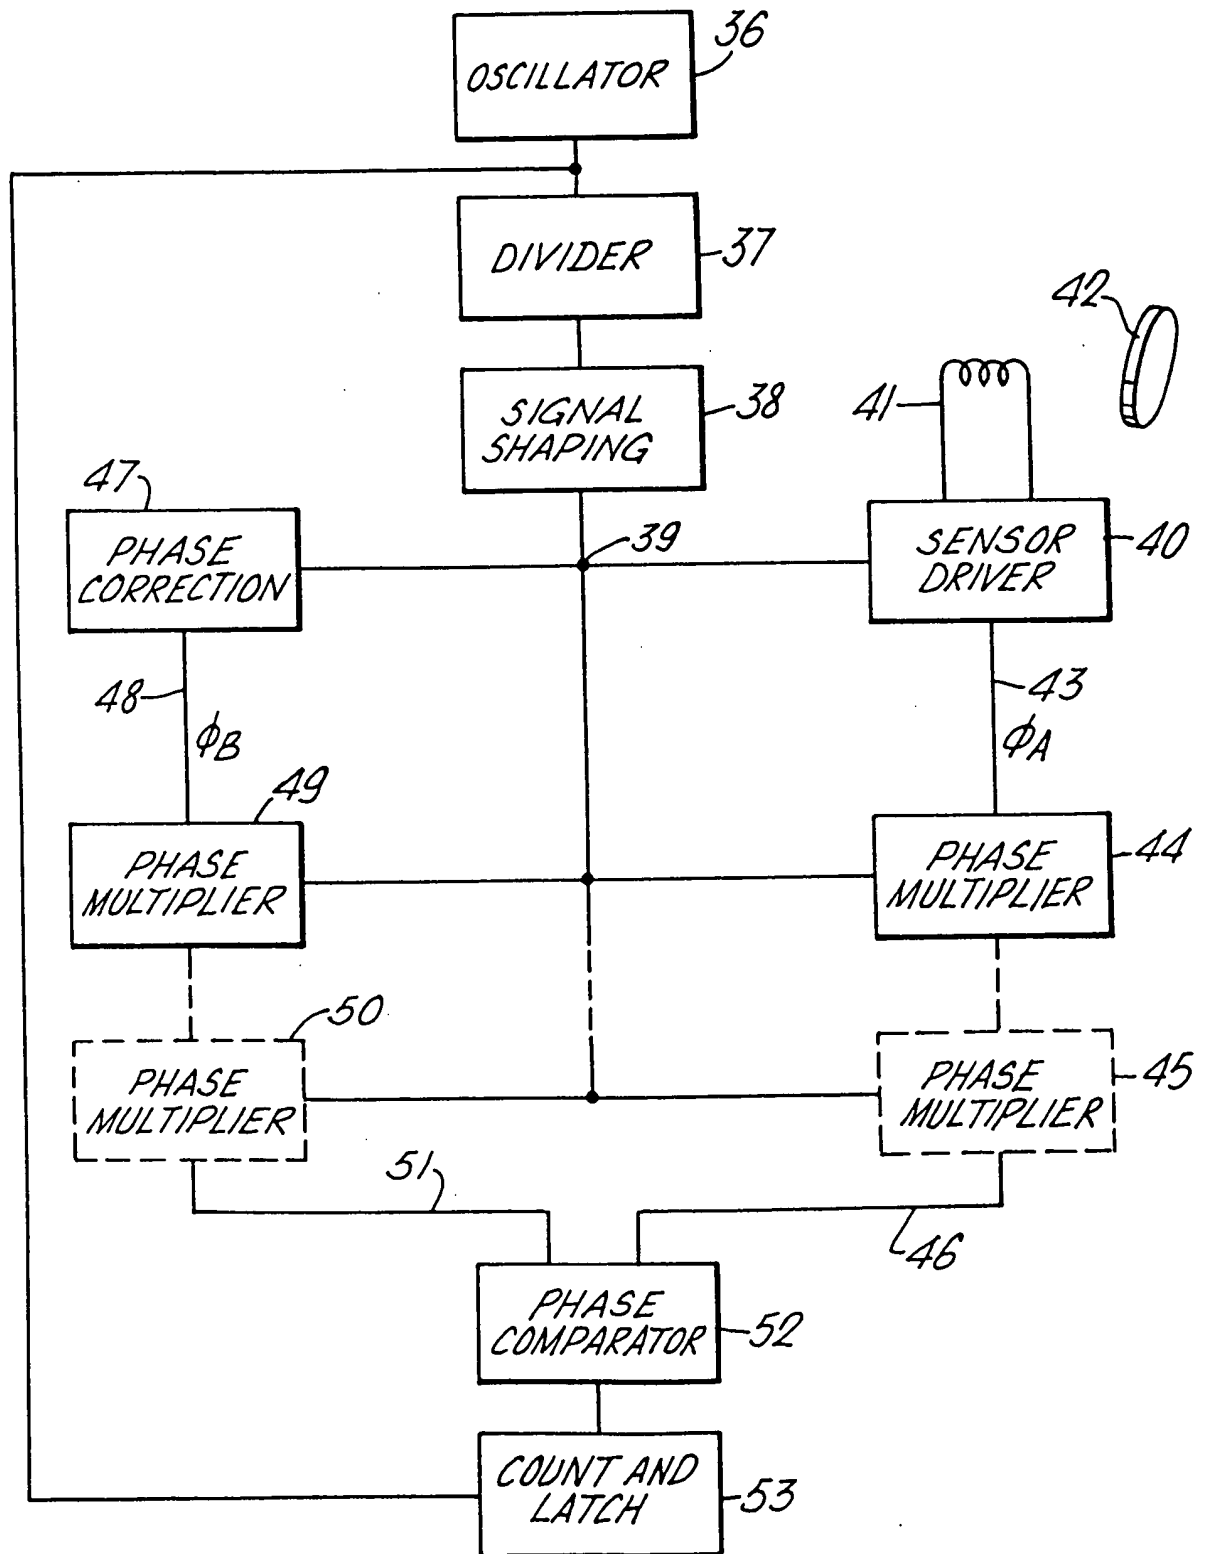 36
OSCILLATOR
DIVIDER
37
42
SIGNAL
SHAPING
38
41
47
PHASE
CORRECTION
39
SENSOR
DRIVER
40
48
ΦB
43
ΦA
49
PHASE
MULTIPLIER
PHASE
MULTIPLIER
44
50
PHASE
MULTIPLIER
PHASE
MULTIPLIER
45
51
46
PHASE
COMPARATOR
52
COUNT AND
LATCH
53